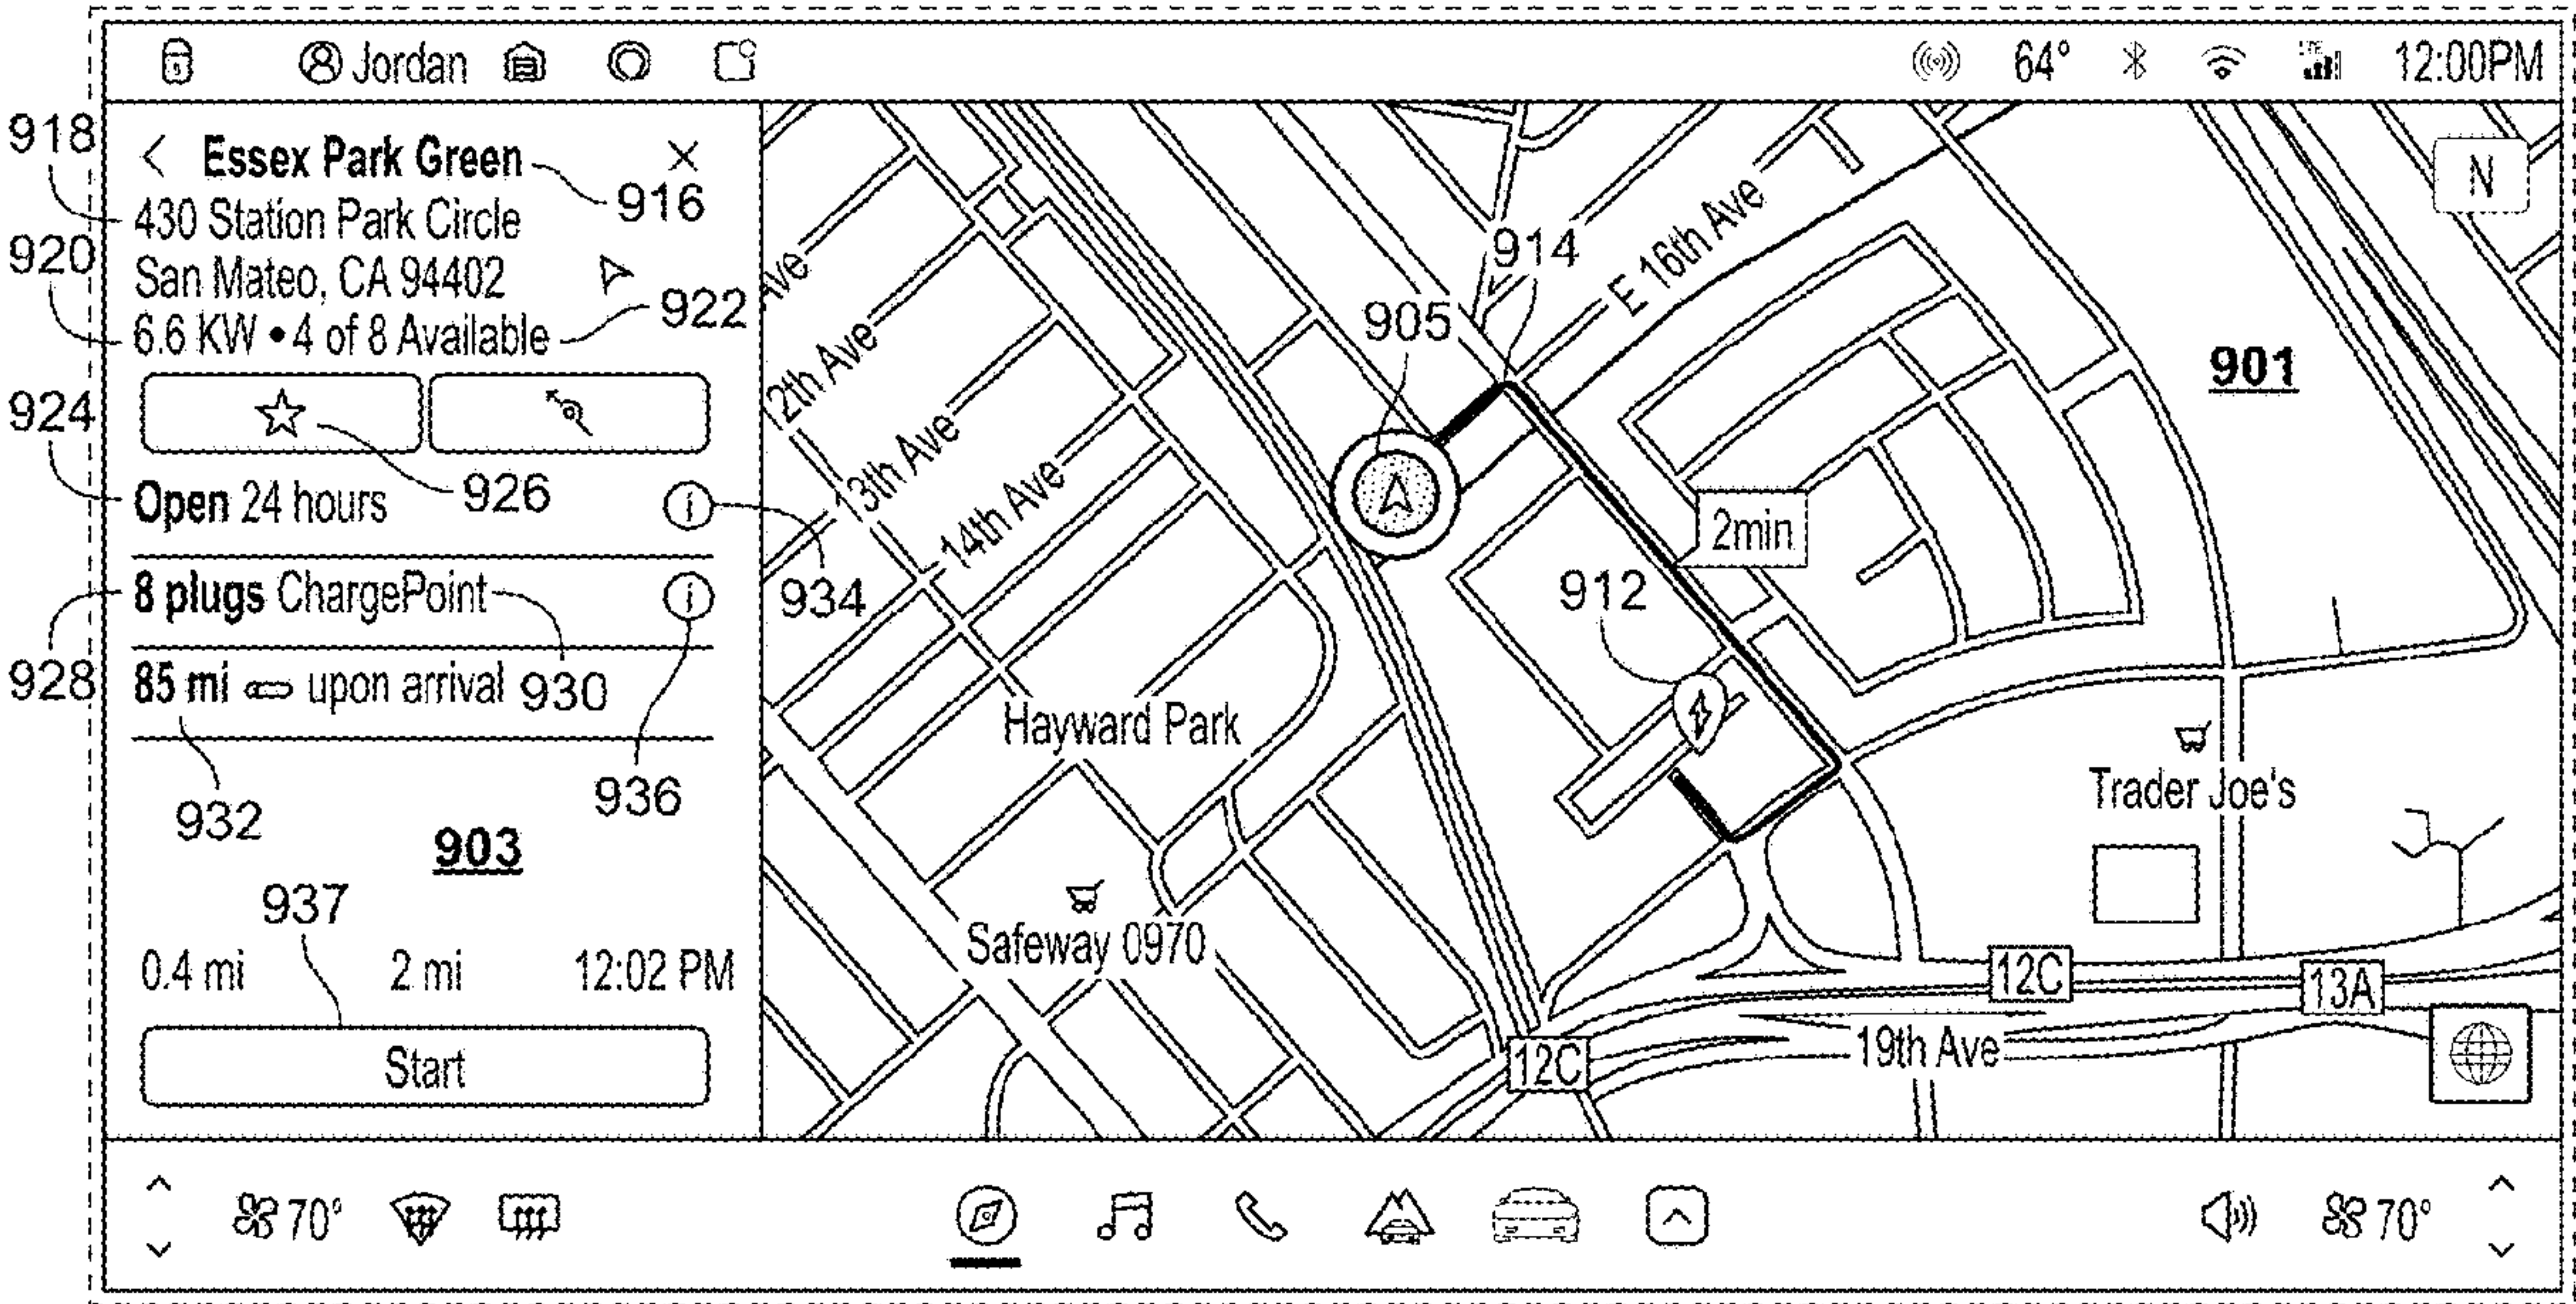 Jordan
64° LTE 12:00PM
918
Essex Park Green
916
430 Station Park Circle
920
San Mateo, CA 94402
922
6.6 KW • 4 of 8 Available
924
926
Open 24 hours
934
8 plugs ChargePoint
928
85 mi upon arrival 930
932
936
903
937
0.4 mi 2 mi 12:02 PM
Start
N
914
E 16th Ave
905
Ave
901
2th Ave
13th Ave
14th Ave
2min
912
Hayward Park
Trader Joe's
Safeway 0970
12C
13A
19th Ave
12C
70°
70°